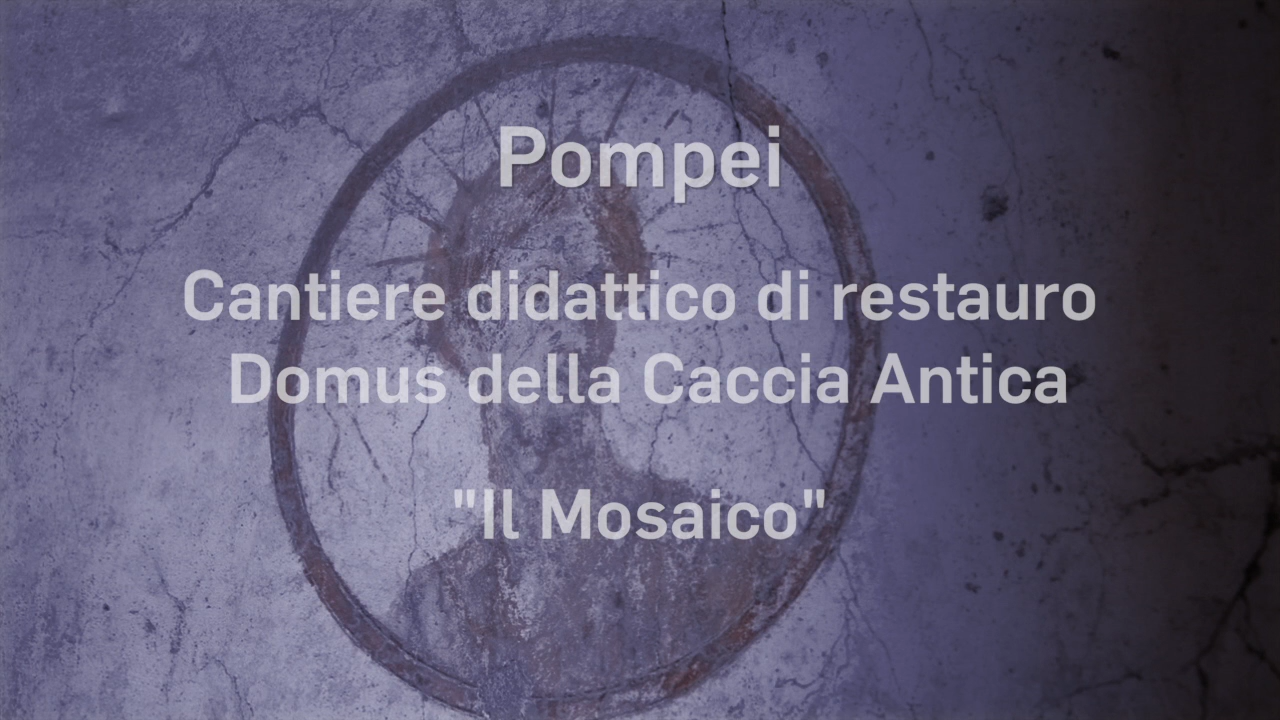 Pompei
Cantiere didattico di restauro
Domus della Caccia Antica
"Il Mosaico"